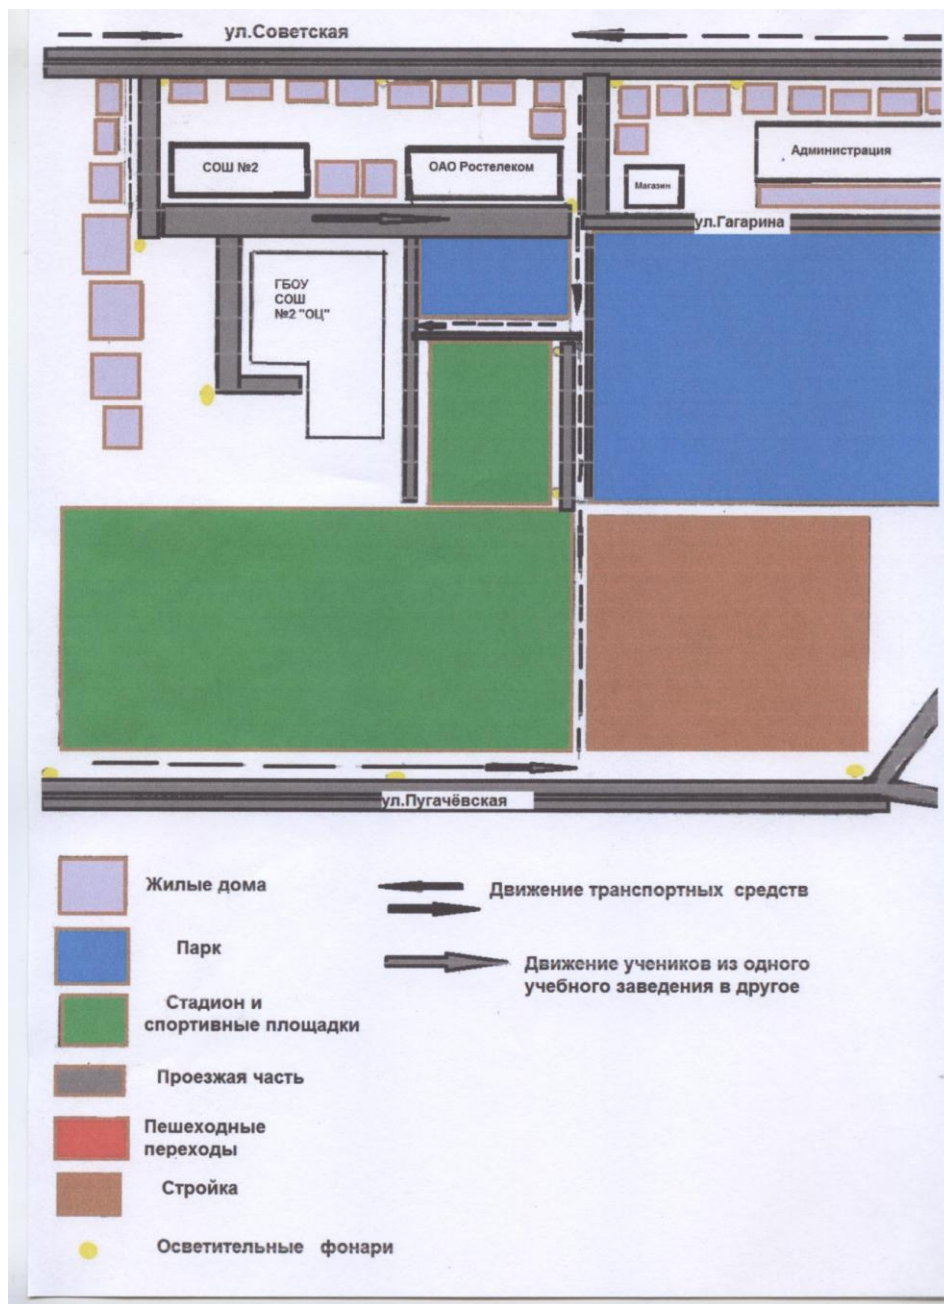 ул.Советская
СОШ №2
ОАО Ростелеком
Администрация
Магазин
ул.Гагарина
ГБОУ
СОШ
№2 "ОЦ"
ул.Пугачёвская
Жилые дома
Движение транспортных средств
Парк
Движение учеников из одного
учебного заведения в другое
Стадион и
спортивные площадки
Проезжая часть
Пешеходные
переходы
Стройка
Осветительные фонари